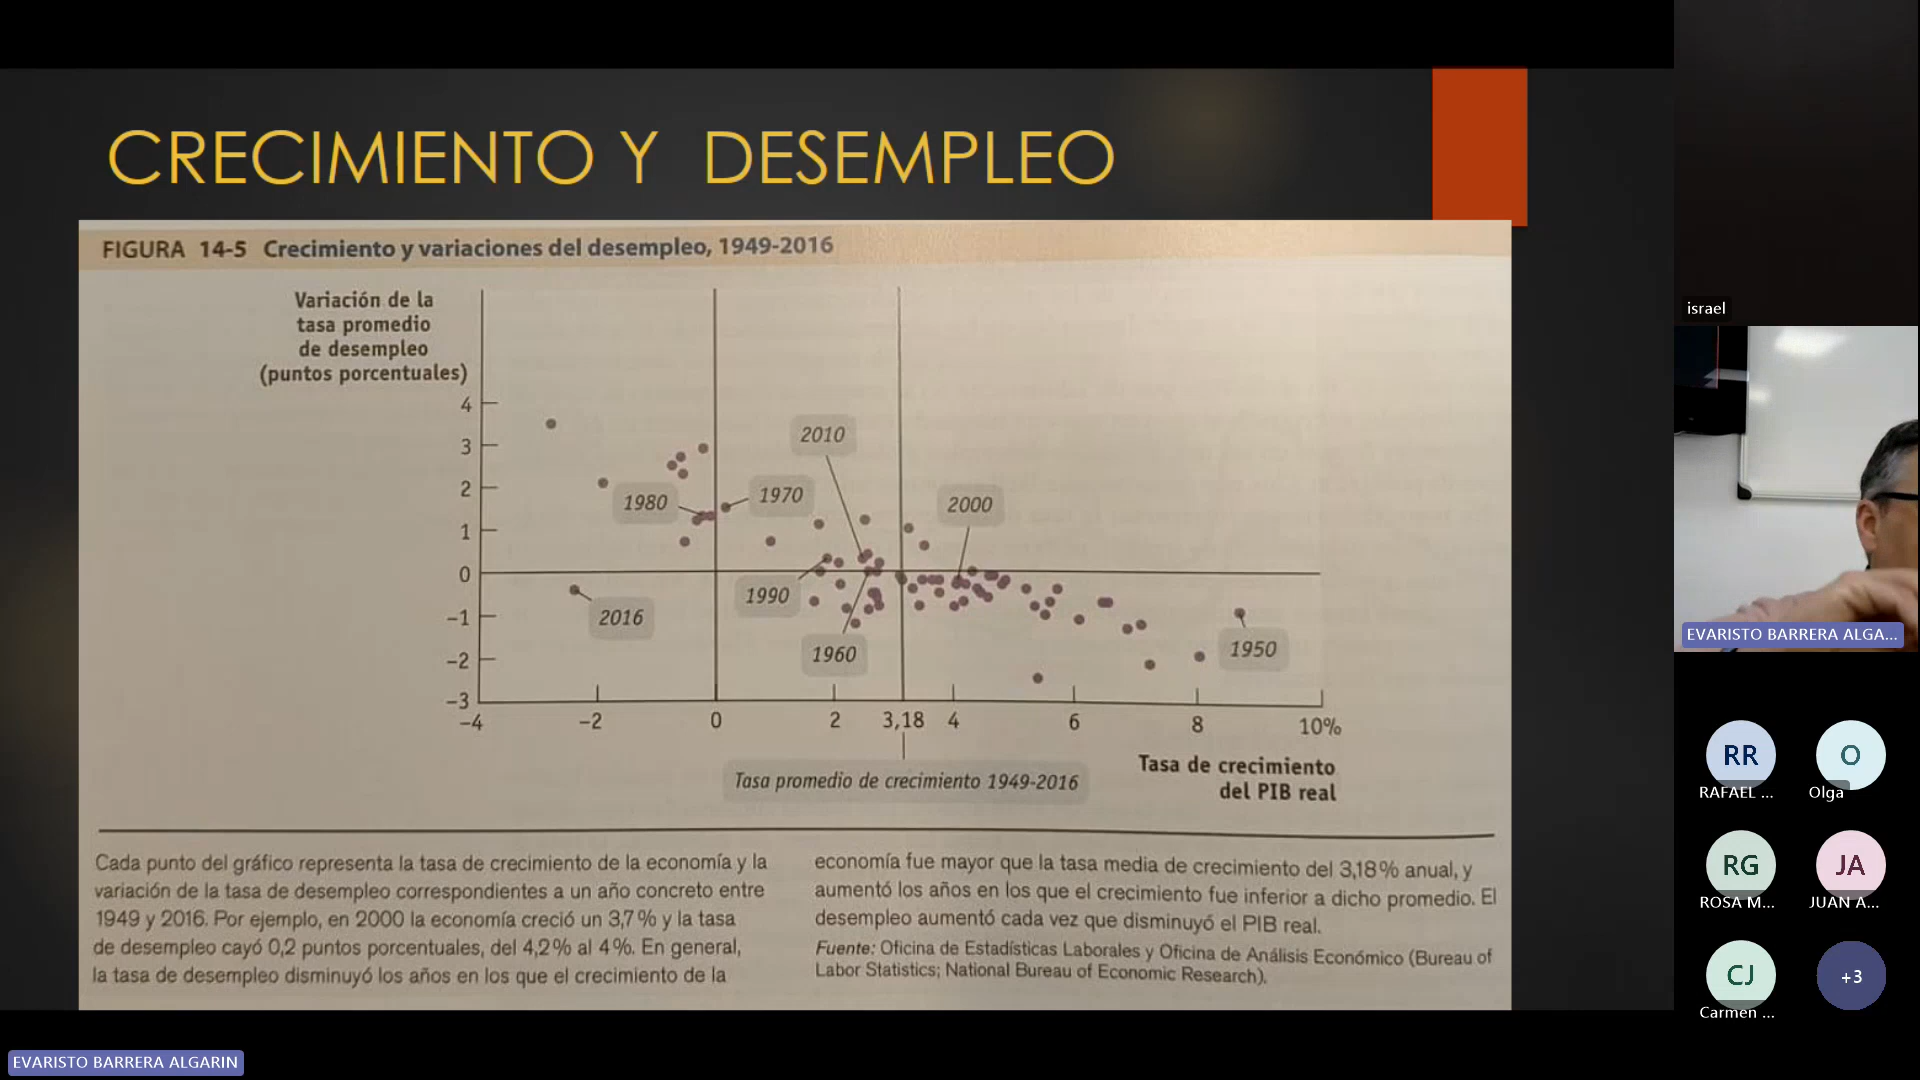 CRECIMIENTO Y DESEMPLEO
FIGURA 14-5 Crecimiento y variaciones del desempleo, 1949-2016
Variación de la
tasa promedio
de desempleo
(puntos porcentuales)
4
3
2
1
0
−1
−2
−3
−4
−2
0
2
3,18
4
6
8
10%
2010
1980
1970
2000
1990
2016
1960
1950
Tasa promedio de crecimiento 1949-2016
Tasa de crecimiento
del PIB real
Cada punto del gráfico representa la tasa de crecimiento de la economía y la
variación de la tasa de desempleo correspondientes a un año concreto entre
1949 y 2016. Por ejemplo, en 2000 la economía creció un 3,7% y la tasa
de desempleo cayó 0,2 puntos porcentuales, del 4,2% al 4%. En general,
la tasa de desempleo disminuyó los años en los que el crecimiento de la
economía fue mayor que la tasa media de crecimiento del 3,18% anual, y
aumentó los años en los que el crecimiento fue inferior a dicho promedio. El
desempleo aumentó cada vez que disminuyó el PIB real.
Fuente: Oficina de Estadísticas Laborales y Oficina de Análisis Económico (Bureau of
Labor Statistics; National Bureau of Economic Research).
israel
EVARISTO BARRERA ALGA...
RR
RAFAEL ...
O
Olga
RG
ROSA M...
JA
JUAN A...
CJ
Carmen ...
+3
EVARISTO BARRERA ALGARIN